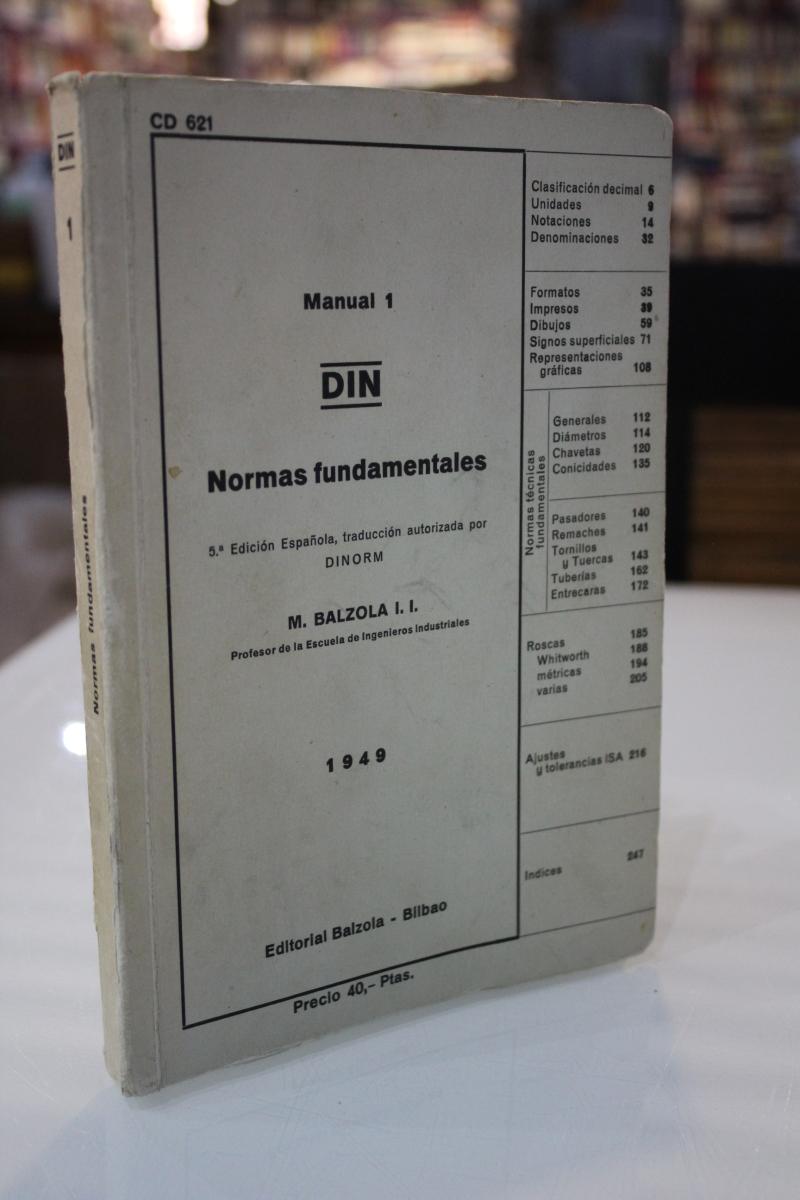 DIN
1
Normas fundamentales
CD 621
Manual 1
DIN
Normas fundamentales
5.ª Edición Española, traducción autorizada por
DINORM
M. BALZOLA I. I.
Profesor de la Escuela de Ingenieros Industriales
1949
Editorial Balzola - Bilbao
Precio 40,– Ptas.
Clasificación decimal 6
Unidades 9
Notaciones 14
Denominaciones 32
Formatos 35
Impresos 39
Dibujos 59
Signos superficiales 71
Representaciones
gráficas 108
Normas técnicas
fundamentales
Generales 112
Diámetros 114
Chavetas 120
Conicidades 135
Pasadores 140
Remaches 141
Tornillos
y Tuercas 143
Tuberías 162
Entrecaras 172
Roscas 185
Whitworth 188
métricas 194
varias 205
Ajustes
y tolerancias ISA 216
Indices 247